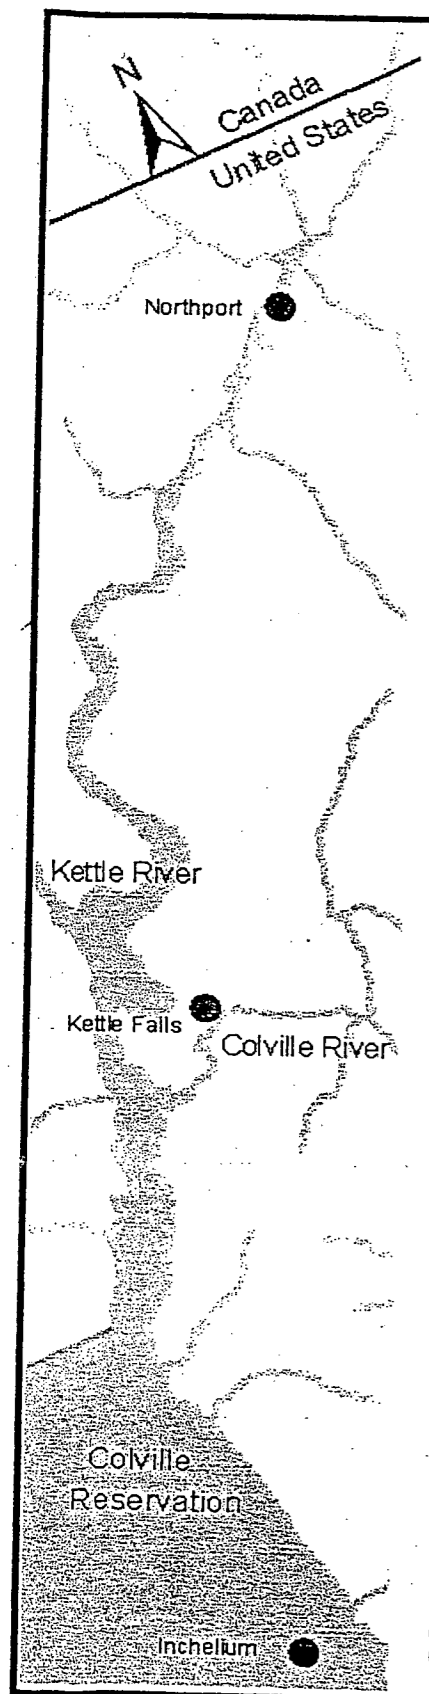 N
Canada
United States
Northport
Kettle River
Kettle Falls
Colville River
Colville
Reservation
Inchelium